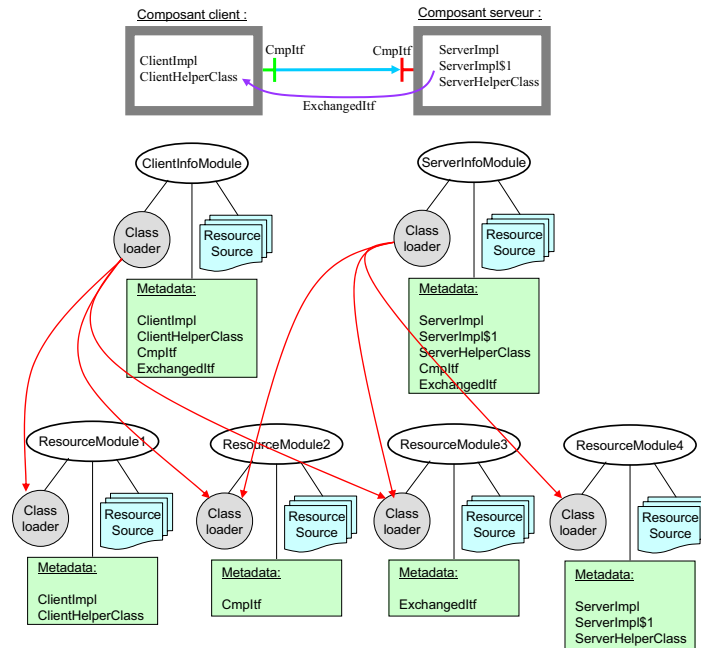 Composant client :
Composant serveur :
ClientImpl
ClientHelperClass
CmpItf
CmpItf
ServerImpl
ServerImpl$1
ServerHelperClass
ExchangedItf
ClientInfoModule
ServerInfoModule
Class
loader
Resource
Source
Class
loader
Resource
Source
Metadata:
ClientImpl
ClientHelperClass
CmpItf
ExchangedItf
Metadata:
ServerImpl
ServerImpl$1
ServerHelperClass
CmpItf
ExchangedItf
ResourceModule1
ResourceModule2
ResourceModule3
ResourceModule4
Class
loader
Resource
Source
Class
loader
Resource
Source
Class
loader
Resource
Source
Class
loader
Resource
Source
Metadata:
ClientImpl
ClientHelperClass
Metadata:
CmpItf
Metadata:
ExchangedItf
Metadata:
ServerImpl
ServerImpl$1
ServerHelperClass